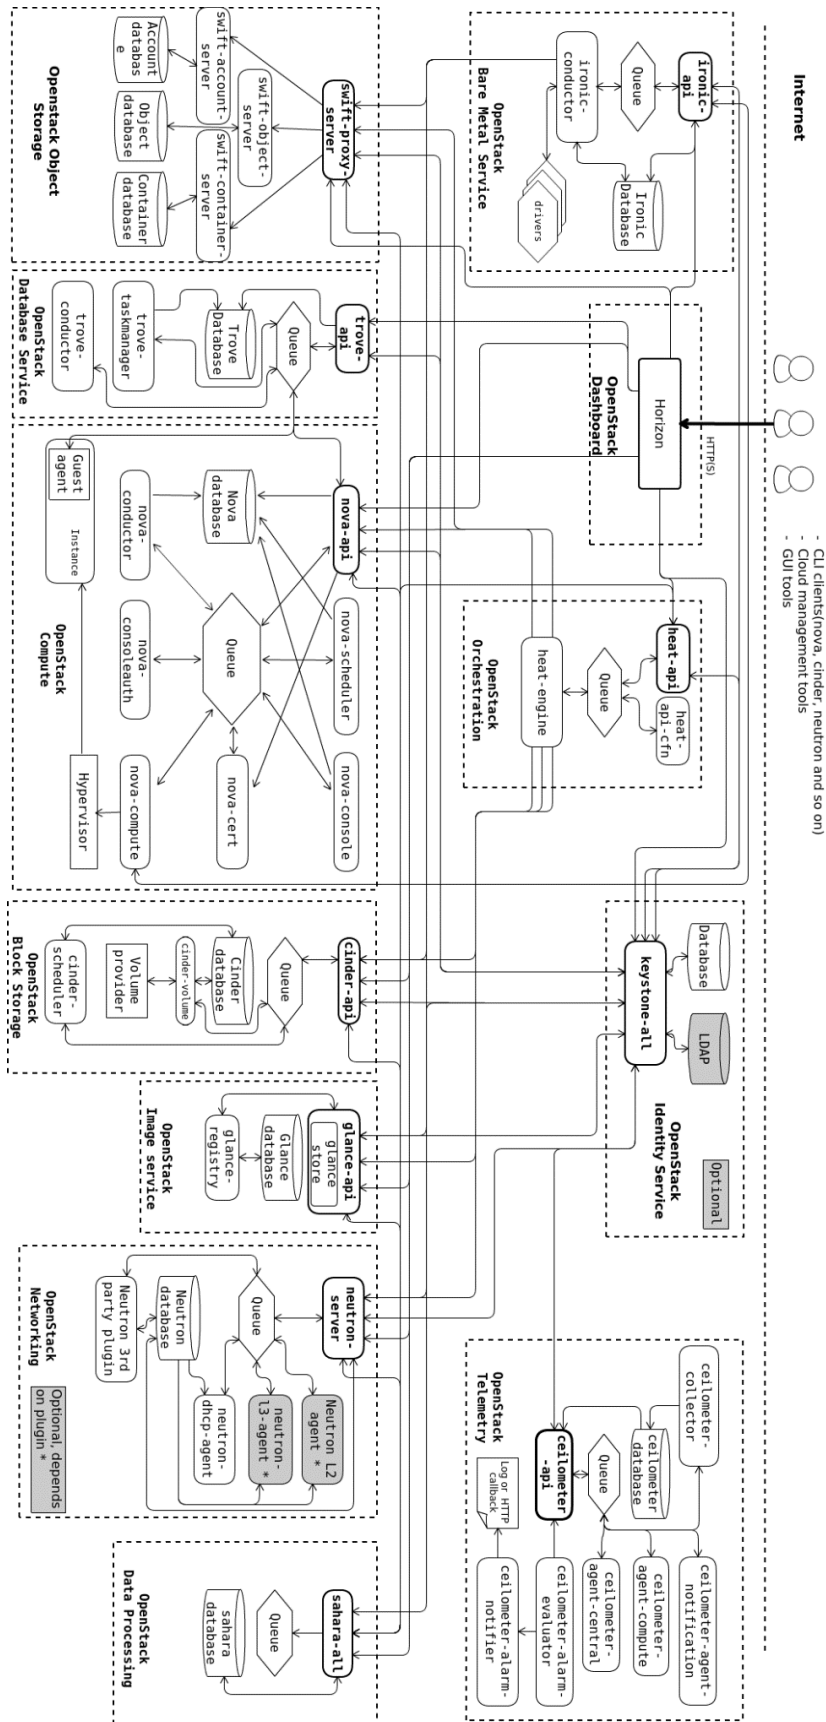 Internet
- CLI clients(nova, cinder, neutron and so on)
- Cloud management tools
- GUI tools
HTTP(S)
OpenStack
Bare Metal Service
ironic-
api
Queue
ironic-
conductor
Ironic
Database
drivers
OpenStack
Dashboard
Horizon
OpenStack
Orchestration
heat-api
heat-
api-cfn
Queue
heat-engine
OpenStack
Identity Service
Database
LDAP
keystone-all
Optional
OpenStack
Telemetry
ceilometer-
collector
ceilometer
database
Queue
ceilometer
-api
Log or HTTP
callback
ceilometer-agent-
notification
ceilometer-
agent-compute
ceilometer-
agent-central
ceilometer-alarm-
evaluator
ceilometer-alarm-
notifier
Openstack Object
Storage
swift-proxy-
server
swift-object-
server
swift-account-
server
swift-container-
server
Account
databas
e
Object
database
Container
database
OpenStack
Database Service
trove-
api
Queue
Trove
Database
trove-
taskmanager
trove-
conductor
OpenStack
Compute
nova-api
nova-scheduler
nova-console
Nova
database
Queue
nova-cert
nova-
conductor
nova-
consoleauth
nova-compute
Guest
agent
Instance
Hypervisor
OpenStack
Block Storage
cinder-api
Queue
Cinder
database
cinder-volume
Volume
provider
cinder-
scheduler
OpenStack
Image service
glance-api
glance
store
Glance
database
glance-
registry
OpenStack
Networking
neutron-
server
Queue
Neutron
database
Neutron 3rd
party plugin
Neutron L2
agent *
neutron-
l3-agent *
neutron-
dhcp-agent
Optional, depends
on plugin *
OpenStack
Data Processing
sahara-all
Queue
sahara
database